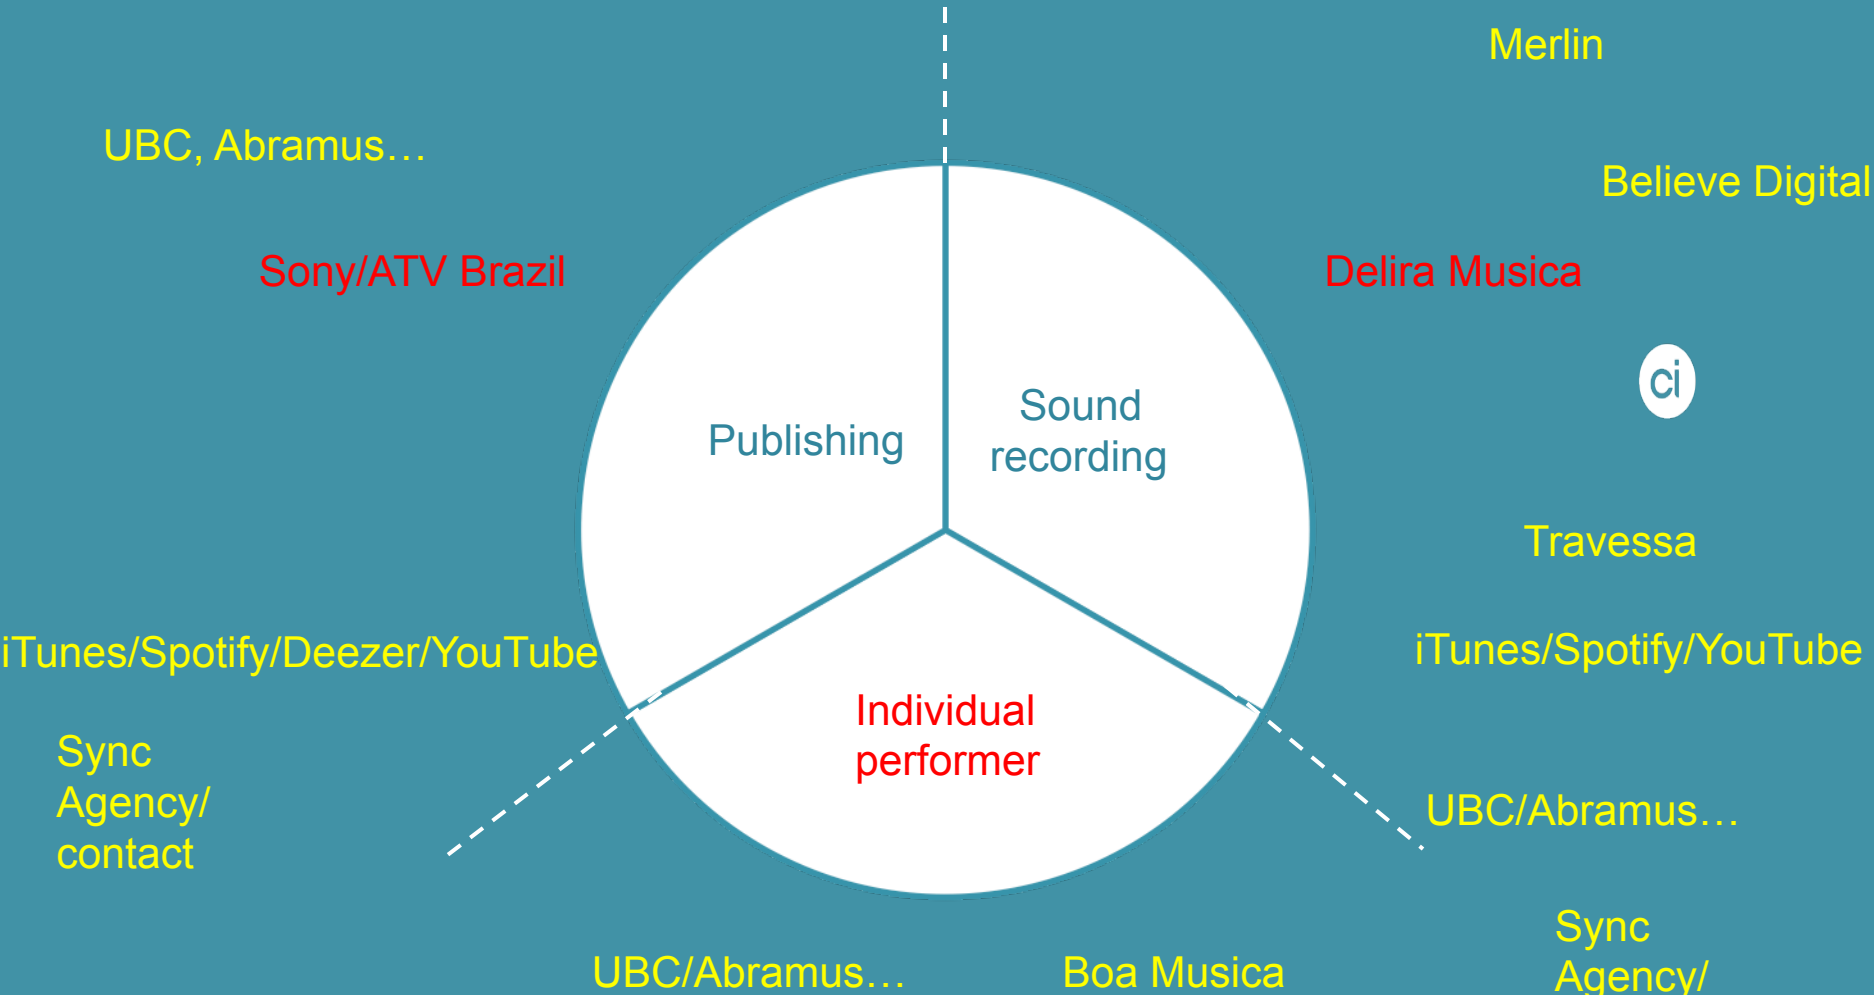 Merlin
UBC, Abramus…
Believe Digital
Sony/ATV Brazil
Delira Musica
ci
Sound
recording
Publishing
Travessa
iTunes/Spotify/Deezer/YouTube
iTunes/Spotify/YouTube
Individual
performer
Sync
Agency/
contact
UBC/Abramus…
Sync
Agency/
UBC/Abramus…
Boa Musica